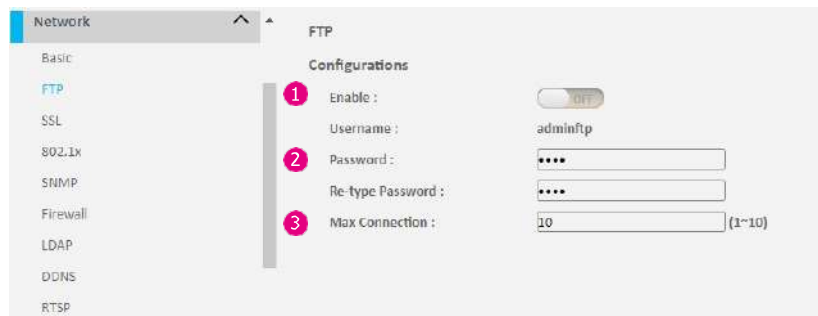 Network
Basic
FTP
SSL
802.1x
SNMP
Firewall
LDAP
DDNS
RTSP
FTP
Configurations
1 Enable : OFF
Username : adminftp
2 Password : ••••
Re-type Password : ••••
3 Max Connection : 10 (1~10)